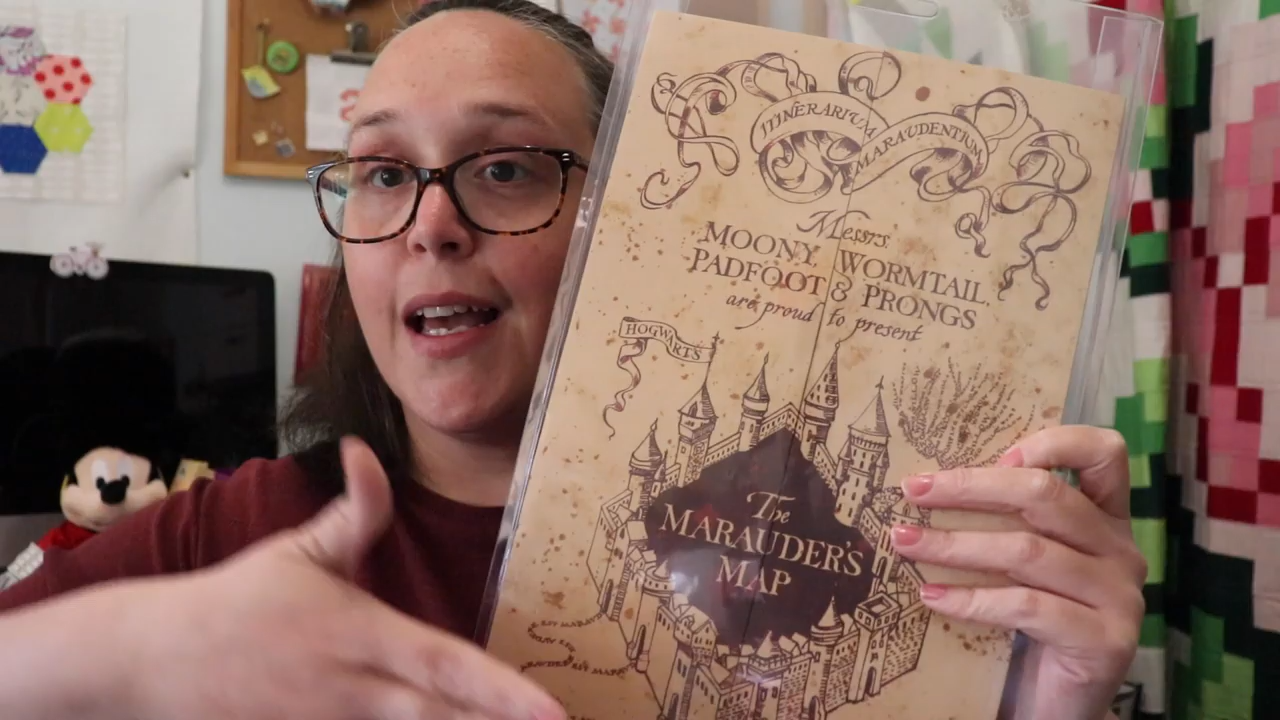 ITINERARIUM
MARAUDENTIUM
Messrs.
MOONY, WORMTAIL,
PADFOOT & PRONGS
are proud to present
HOGWARTS
The
MARAUDER'S
MAP